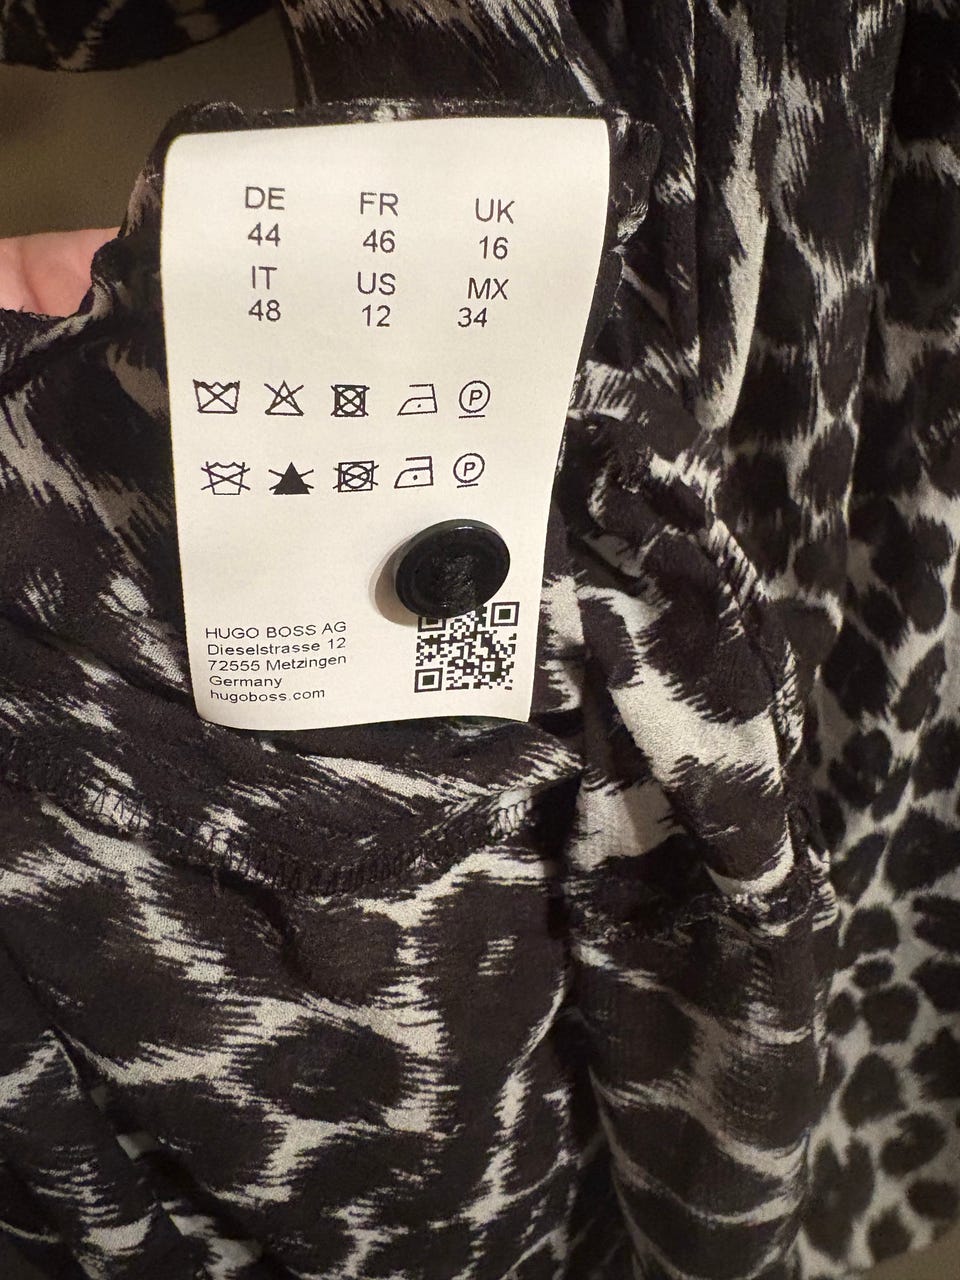 DE FR UK
44 46 16
IT US MX
48 12 34
P
P
HUGO BOSS AG
Dieselstrasse 12
72555 Metzingen
Germany
hugoboss.com